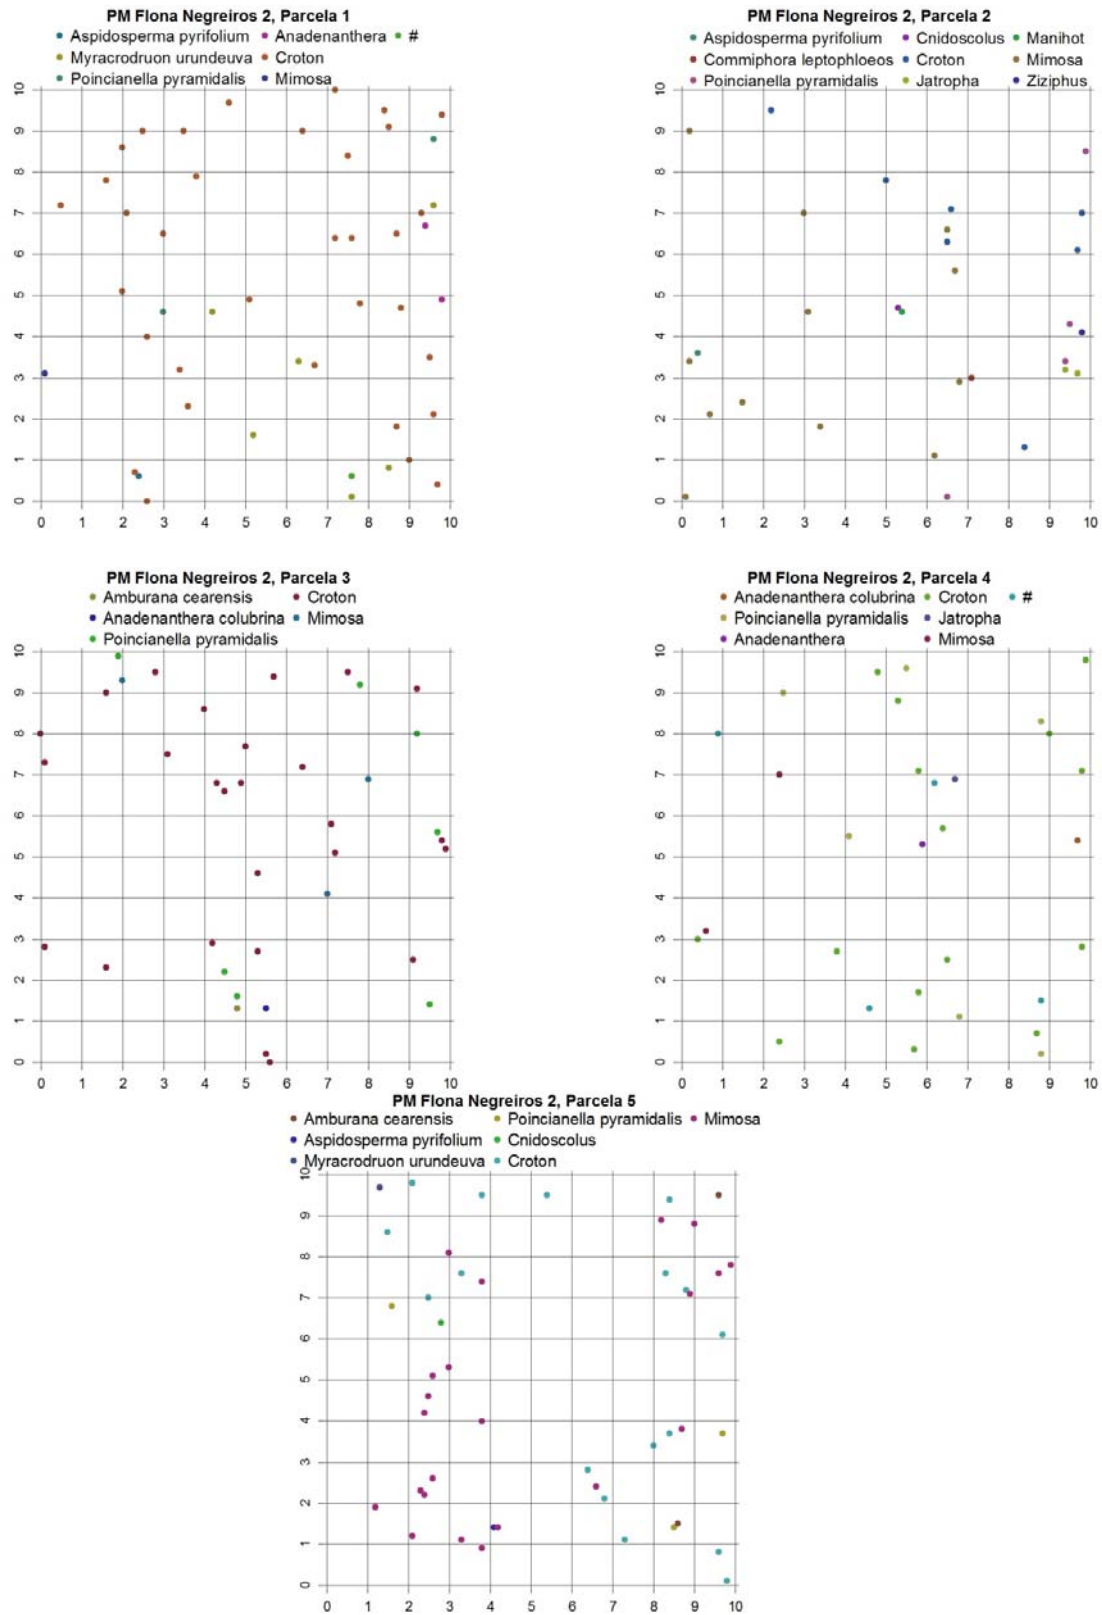 PM Flona Negreiros 2, Parcela 1
Aspidosperma pyrifolium Anadenanthera #
Myracrodruon urundeuva Croton
Poincianella pyramidalis Mimosa
10
9
8
7
6
5
4
3
2
1
0
0 1 2 3 4 5 6 7 8 9 10
PM Flona Negreiros 2, Parcela 2
Aspidosperma pyrifolium Cnidoscolus Manihot
Commiphora leptophloeos Croton Mimosa
Poincianella pyramidalis Jatropha Ziziphus
10
9
8
7
6
5
4
3
2
1
0
0 1 2 3 4 5 6 7 8 9 10
PM Flona Negreiros 2, Parcela 3
Amburana cearensis Croton
Anadenanthera colubrina Mimosa
Poincianella pyramidalis
10
9
8
7
6
5
4
3
2
1
0
0 1 2 3 4 5 6 7 8 9 10
PM Flona Negreiros 2, Parcela 4
Anadenanthera colubrina Croton #
Poincianella pyramidalis Jatropha
Anadenanthera Mimosa
10
9
8
7
6
5
4
3
2
1
0
0 1 2 3 4 5 6 7 8 9 10
PM Flona Negreiros 2, Parcela 5
Amburana cearensis Poincianella pyramidalis Mimosa
Aspidosperma pyrifolium Cnidoscolus
Myracrodruon urundeuva Croton
10
9
8
7
6
5
4
3
2
1
0
0 1 2 3 4 5 6 7 8 9 10